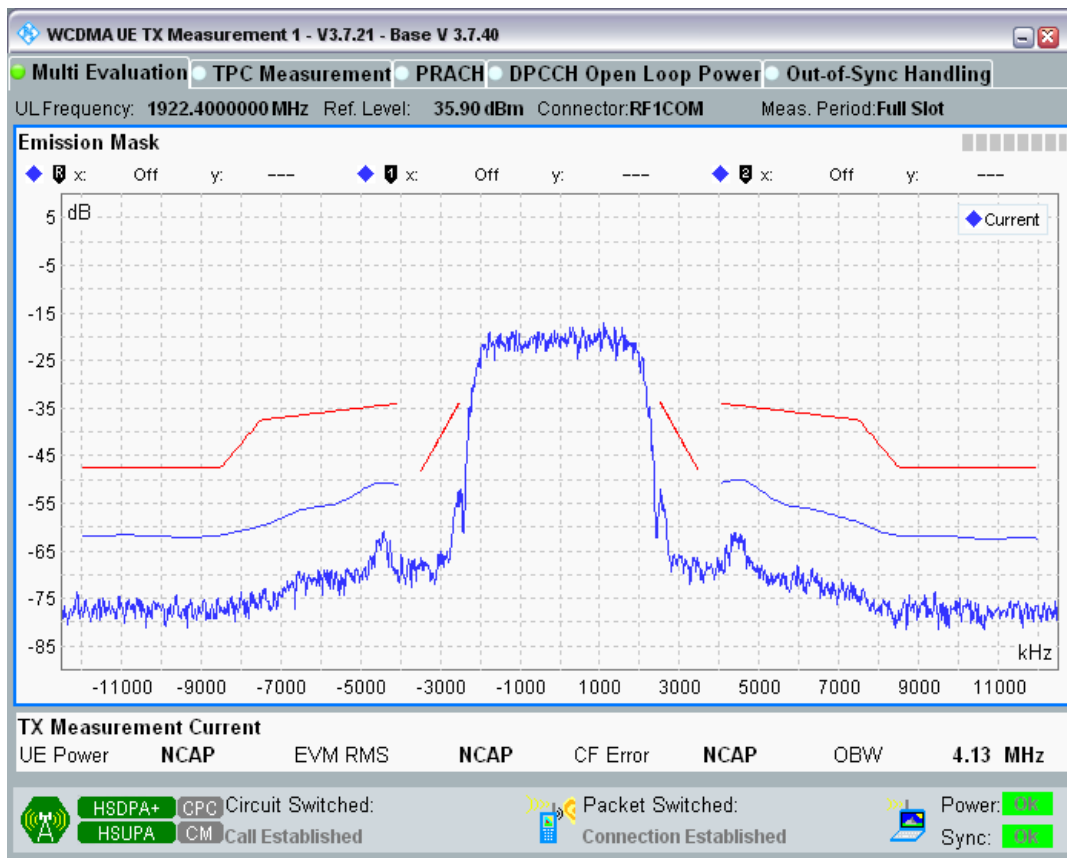 WCDMA UE TX Measurement 1 - V3.7.21 - Base V 3.7.40
Multi Evaluation TPC Measurement PRACH DPCCH Open Loop Power Out-of-Sync Handling
UL Frequency: 1922.4000000 MHz Ref. Level: 35.90 dBm Connector: RF1COM Meas. Period: Full Slot
Emission Mask
R x: Off y: --- 1 x: Off y: --- 2 x: Off y: ---
dB
Current
5
-5
-15
-25
-35
-45
-55
-65
-75
-85
kHz
-11000 -9000 -7000 -5000 -3000 -1000 1000 3000 5000 7000 9000 11000
TX Measurement Current
UE Power NCAP EVM RMS NCAP CF Error NCAP OBW 4.13 MHz
HSDPA+ CPC Circuit Switched: Packet Switched: Power: Ok
HSUPA CM Call Established Connection Established Sync: Ok